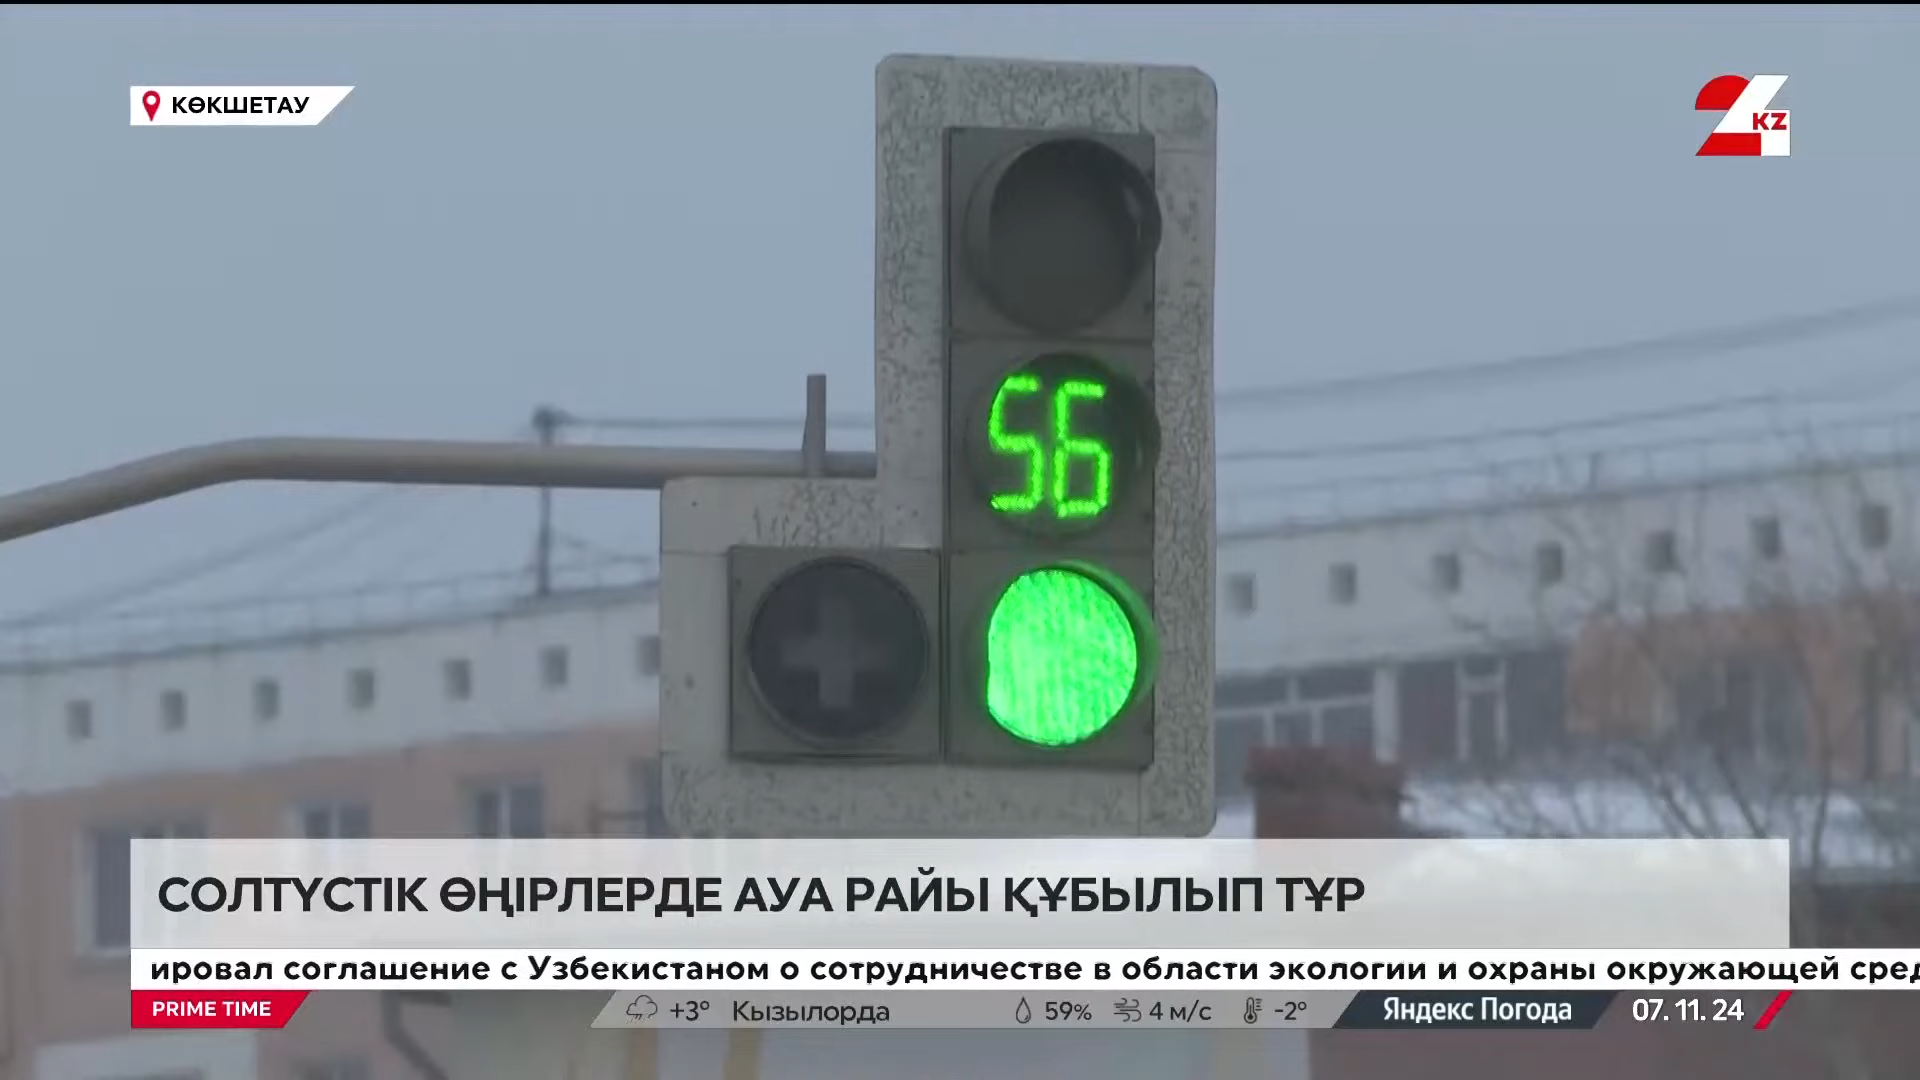 КӨКШЕТАУ
24
KZ
56
СОЛТҮСТІК ӨҢІРЛЕРДЕ АУА РАЙЫ ҚҰБЫЛЫП ТҰР
ировал соглашение с Узбекистаном о сотрудничестве в области экологии и охраны окружающей сред
PRIME TIME
+3° Кызылорда
59% 4 м/с -2°
Яндекс Погода
07.11.24